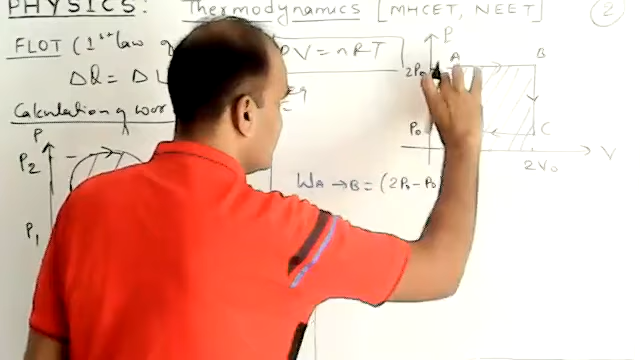 PHYSICS: Thermodynamics [MHCET, NEET] 2
FLOT (1st law
PV = nRT
ΔQ = ΔU
Calculation of wor
P
P2
P1
P
2P0
A
B
P0
C
2V0
V
WA→B = (2P0 - P0